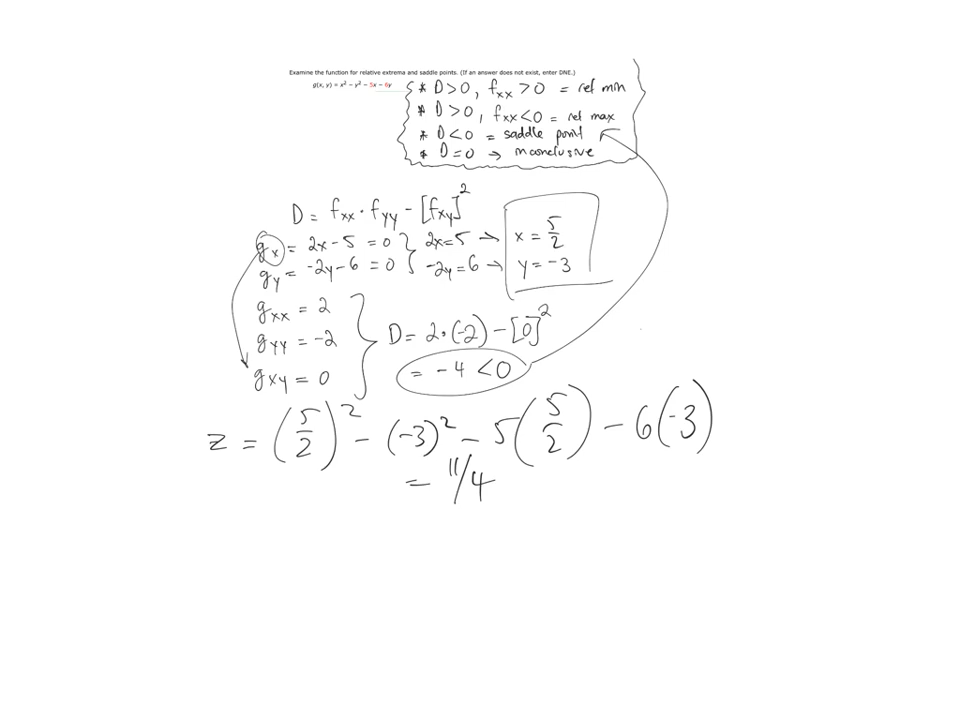 Examine the function for relative extrema and saddle points. (If an answer does not exist, enter DNE.)
g(x, y) = x² − y² − 5x − 6y
* D>0, fxx>0 = rel min
* D>0, fxx<0 = rel max
* D<0 = saddle point
* D=0 → inconclusive
D = fxx · fyy − [fxy]²
gx = 2x − 5 = 0 } 2x=5 → x = 5/2
gy = −2y − 6 = 0 } −2y=6 → y = −3
gxx = 2
gyy = −2 } D = 2·(−2) − [0]²
gxy = 0 = −4 < 0
z = (5/2)² − (−3)² − 5(5/2) − 6(−3)
= 11/4